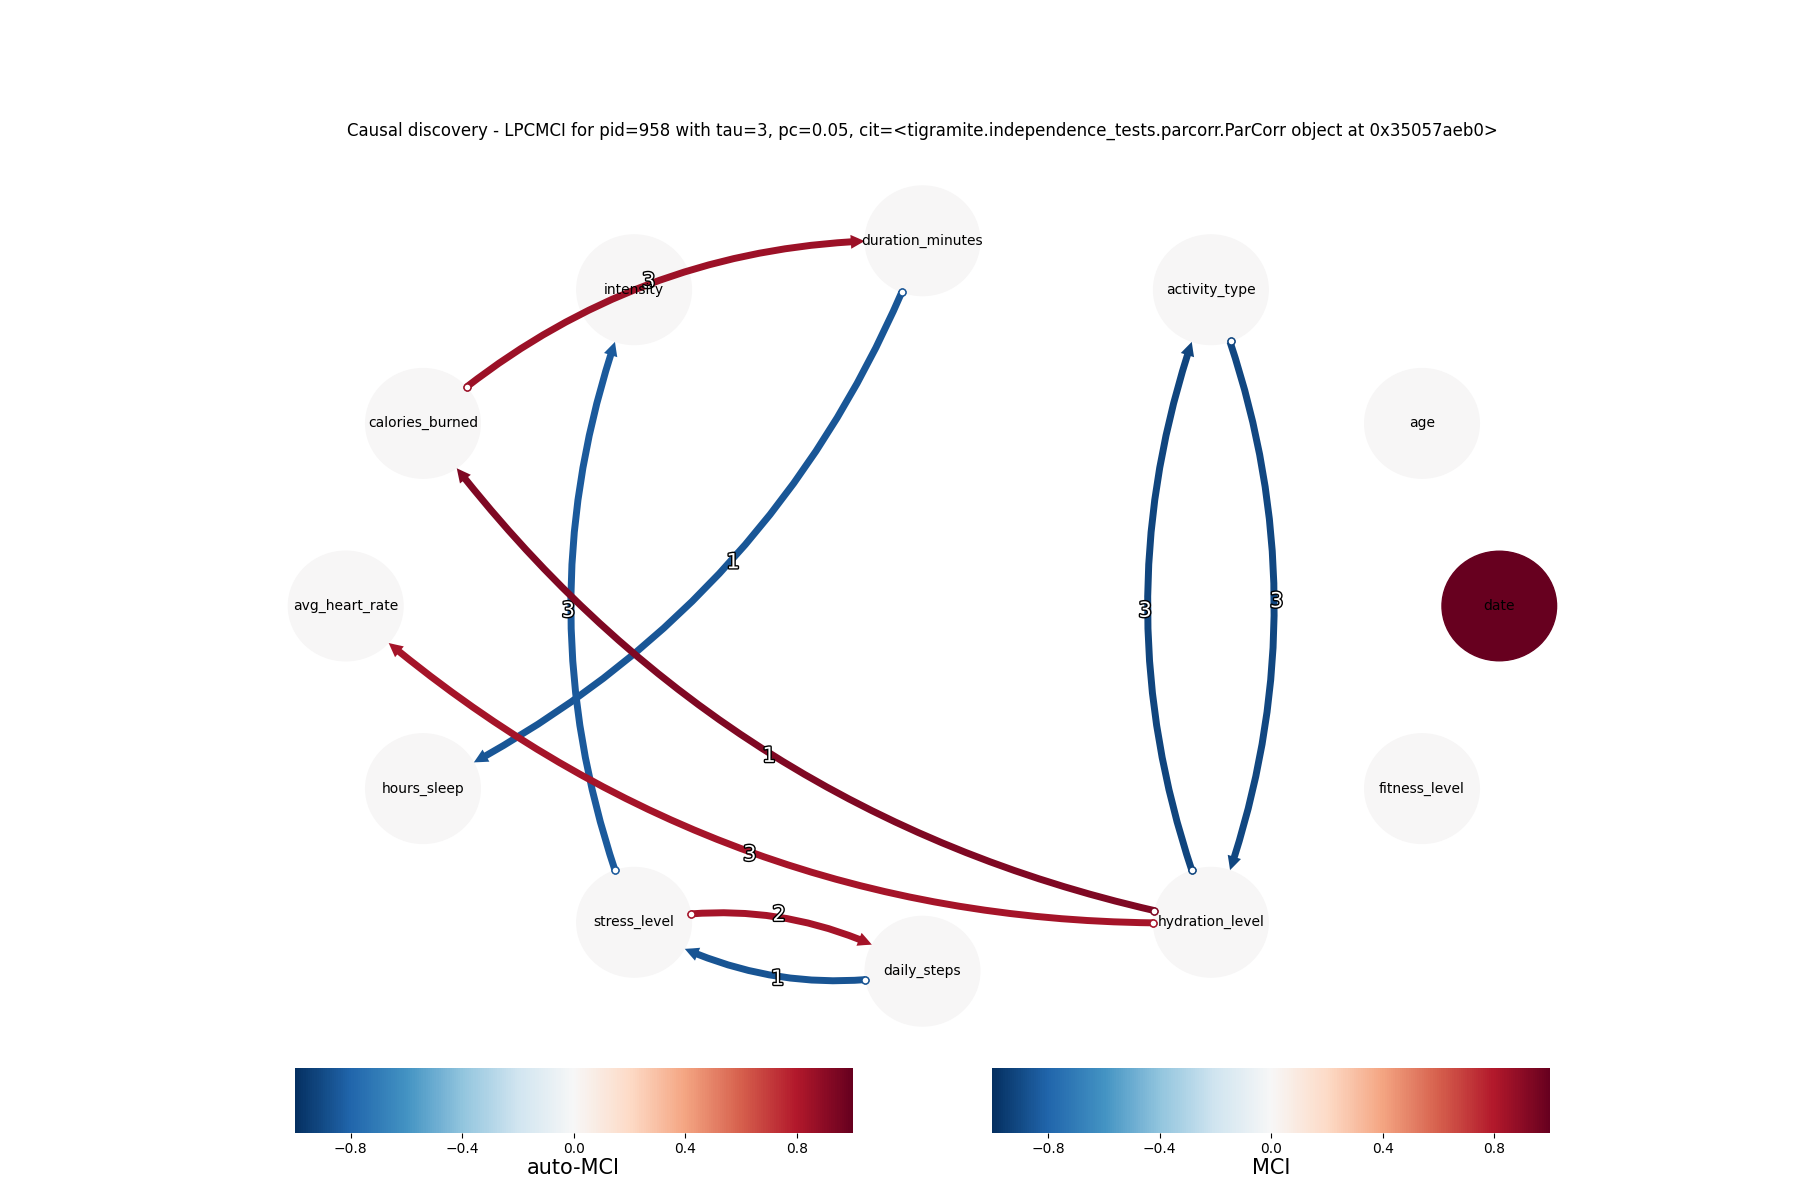 Causal discovery - LPCMCI for pid=958 with tau=3, pc=0.05, cit=<tigramite.independence_tests.parcorr.ParCorr object at 0x35057aeb0>
duration_minutes
3
intensity
activity_type
calories_burned
age
1
3
3
3
avg_heart_rate
date
1
hours_sleep
fitness_level
3
2
stress_level
hydration_level
1
daily_steps
−0.8 −0.4 0.0 0.4 0.8
auto-MCI
−0.8 −0.4 0.0 0.4 0.8
MCI